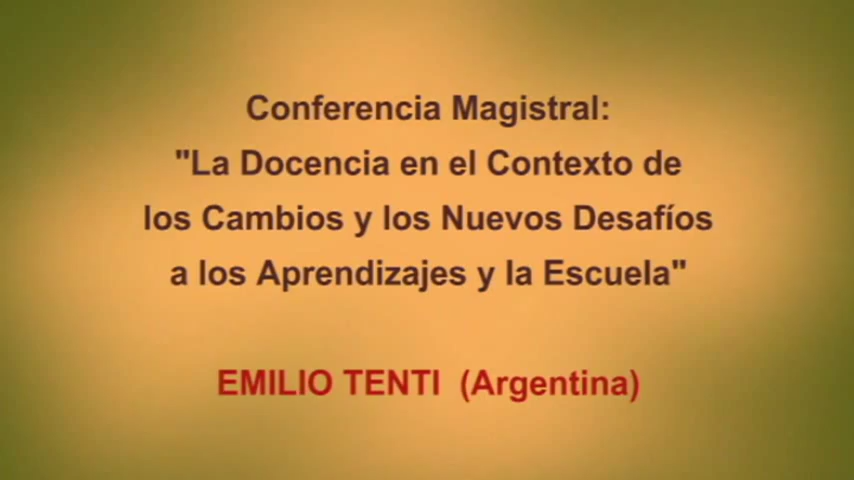 Conferencia Magistral:
"La Docencia en el Contexto de
los Cambios y los Nuevos Desafíos
a los Aprendizajes y la Escuela"
EMILIO TENTI (Argentina)